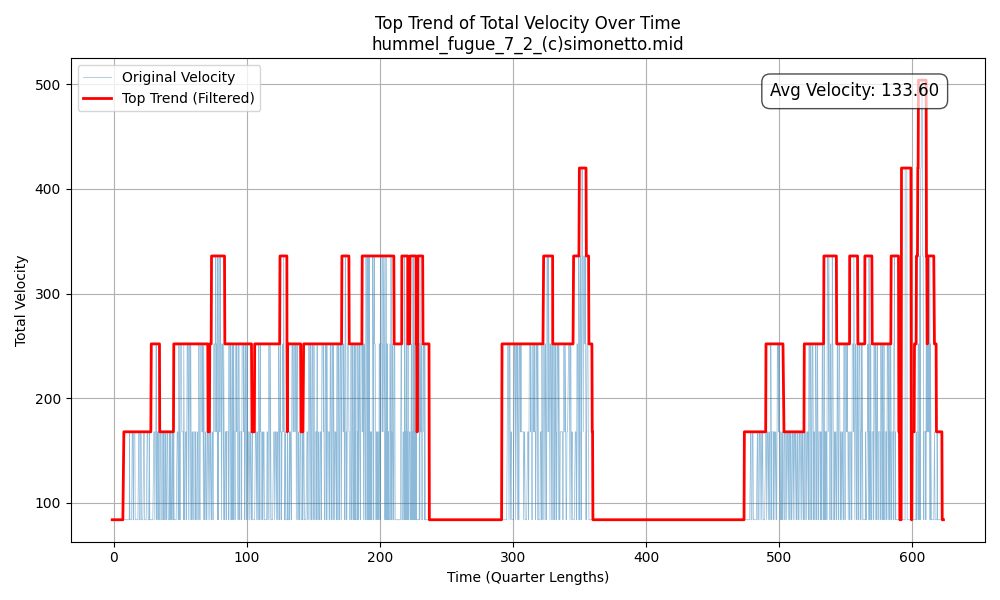 Top Trend of Total Velocity Over Time
hummel_fugue_7_2_(c)simonetto.mid
Original Velocity
Top Trend (Filtered)
Avg Velocity: 133.60
Total Velocity
500
400
300
200
100
0 100 200 300 400 500 600
Time (Quarter Lengths)